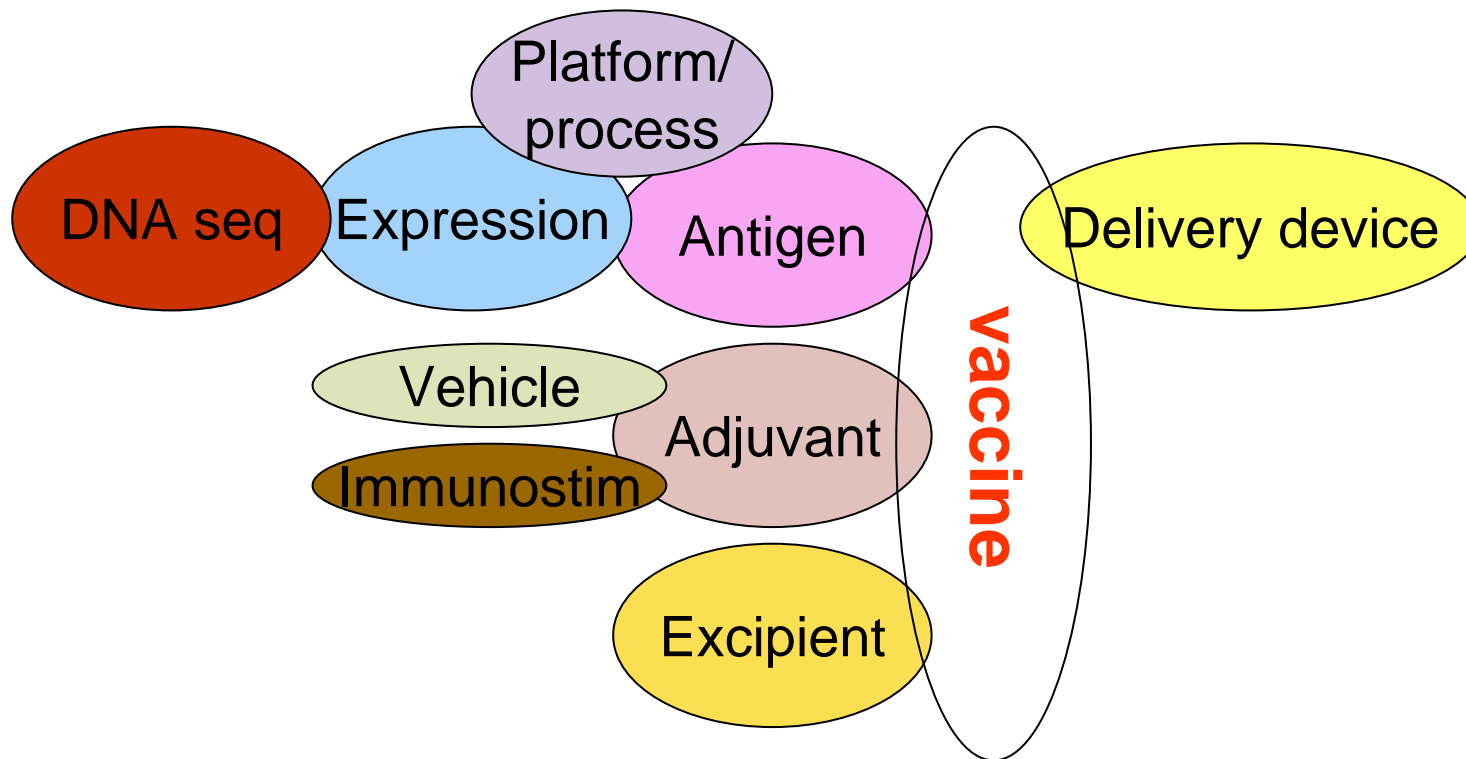 Platform/
process
DNA seq
Expression
Antigen
Delivery device
vaccine
Vehicle
Adjuvant
Immunostim
Excipient